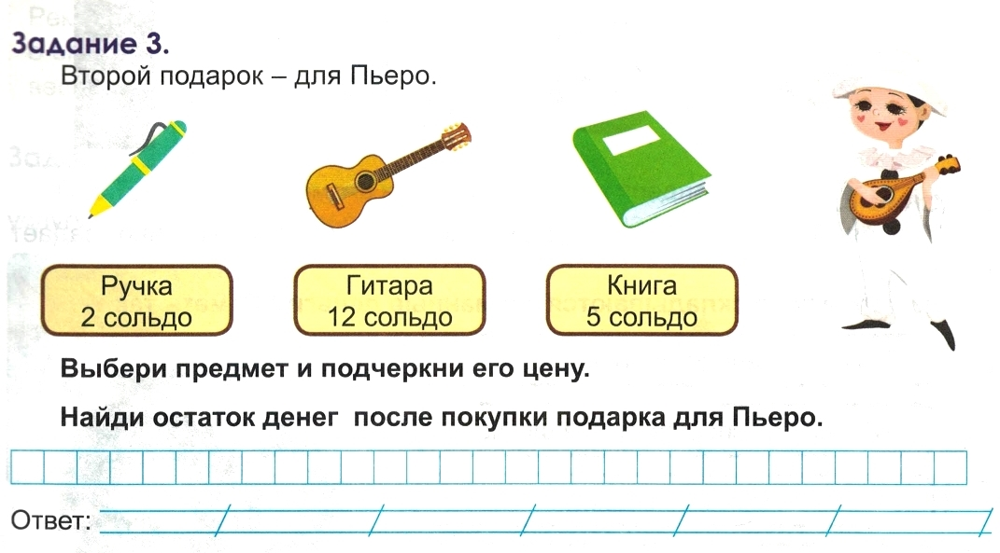 Задание 3.
Второй подарок – для Пьеро.
Ручка
2 сольдо
Гитара
12 сольдо
Книга
5 сольдо
Выбери предмет и подчеркни его цену.
Найди остаток денег после покупки подарка для Пьеро.
Ответ: